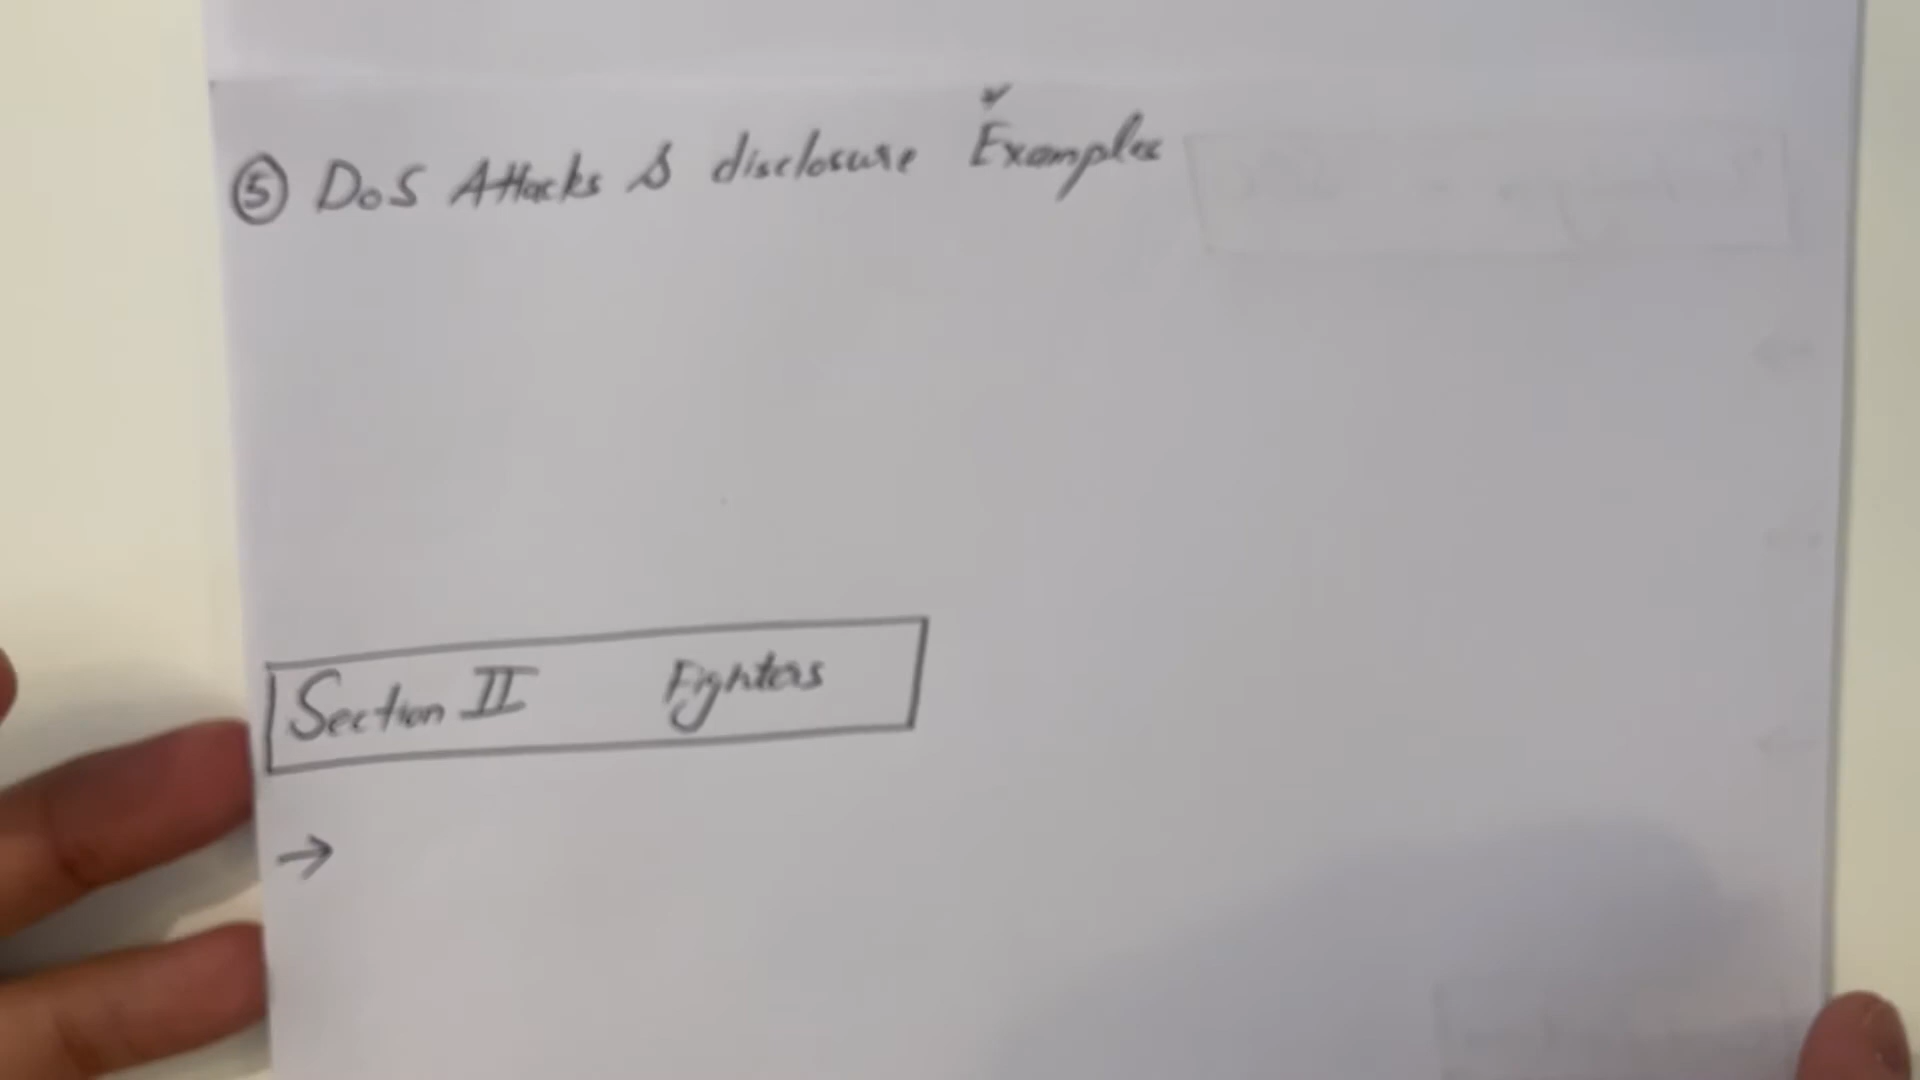 ⑤ DoS Attacks & disclosure Examples
Section II Fighters
→